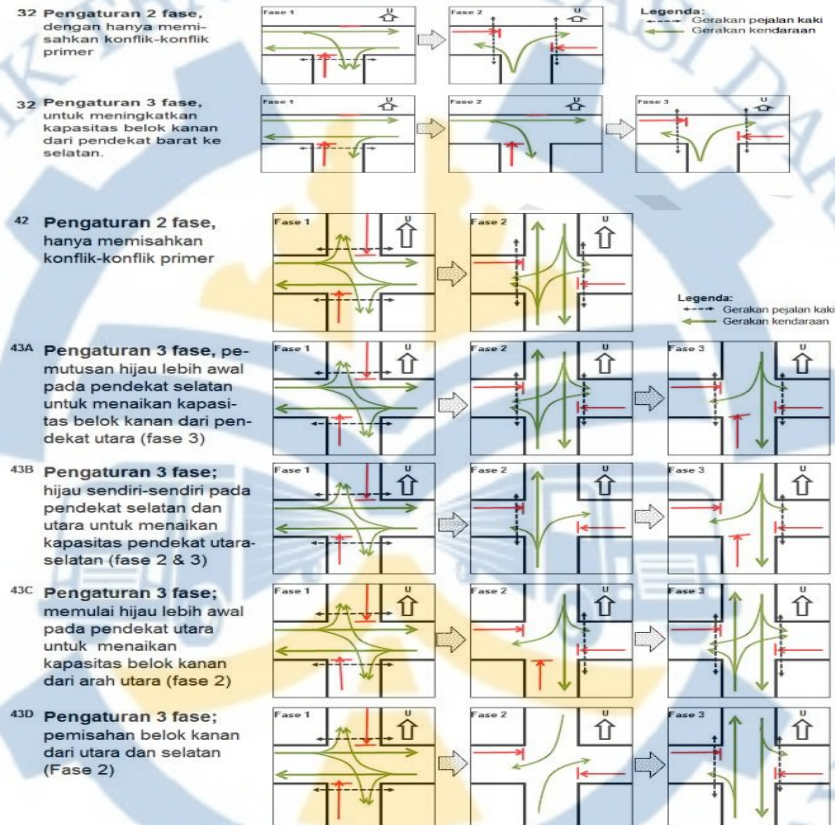 32 Pengaturan 2 fase,
dengan hanya memi-
sahkan konflik-konflik
primer
Fase 1
U
Fase 2
U
Legenda:
Gerakan pejalan kaki
Gerakan kendaraan
32 Pengaturan 3 fase,
untuk meningkatkan
kapasitas belok kanan
dari pendekat barat ke
selatan.
Fase 1
U
Fase 2
U
Fase 3
U
42 Pengaturan 2 fase,
hanya memisahkan
konflik-konflik primer
Fase 1
U
Fase 2
U
Legenda:
Gerakan pejalan kaki
Gerakan kendaraan
43A Pengaturan 3 fase, pe-
mutusan hijau lebih awal
pada pendekat selatan
untuk menaikan kapasi-
tas belok kanan dari pen-
dekat utara (fase 3)
Fase 1
U
Fase 2
U
Fase 3
U
43B Pengaturan 3 fase;
hijau sendiri-sendiri pada
pendekat selatan dan
utara untuk menaikan
kapasitas pendekat utara-
selatan (fase 2 & 3)
Fase 1
U
Fase 2
U
Fase 3
U
43C Pengaturan 3 fase;
memulai hijau lebih awal
pada pendekat utara
untuk menaikan
kapasitas belok kanan
dari arah utara (fase 2)
Fase 1
U
Fase 2
U
Fase 3
U
43D Pengaturan 3 fase;
pemisahan belok kanan
dari utara dan selatan
(Fase 2)
Fase 1
U
Fase 2
U
Fase 3
U